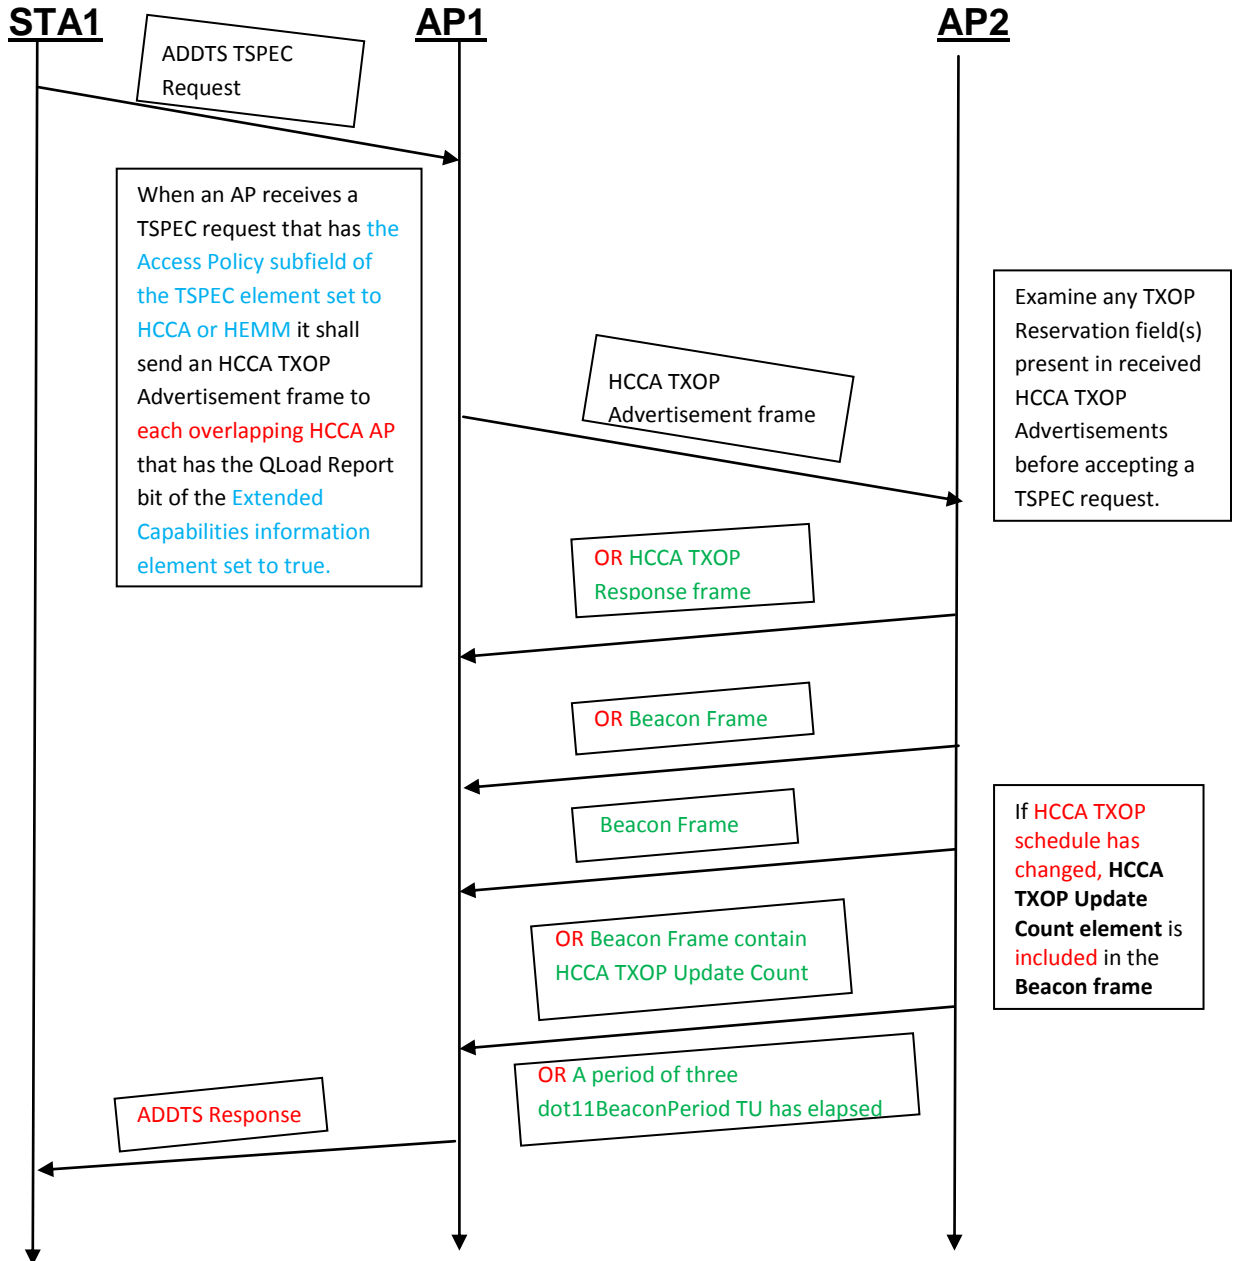 STA1
AP1
AP2
ADDTS TSPEC
Request
When an AP receives a
TSPEC request that has the
Access Policy subfield of
the TSPEC element set to
HCCA or HEMM it shall
send an HCCA TXOP
Advertisement frame to
each overlapping HCCA AP
that has the QLoad Report
bit of the Extended
Capabilities information
element set to true.
HCCA TXOP
Advertisement frame
Examine any TXOP
Reservation field(s)
present in received
HCCA TXOP
Advertisements
before accepting a
TSPEC request.
OR HCCA TXOP
Response frame
OR Beacon Frame
Beacon Frame
If HCCA TXOP
schedule has
changed, HCCA
TXOP Update
Count element is
included in the
Beacon frame
OR Beacon Frame contain
HCCA TXOP Update Count
OR A period of three
dot11BeaconPeriod TU has elapsed
ADDTS Response